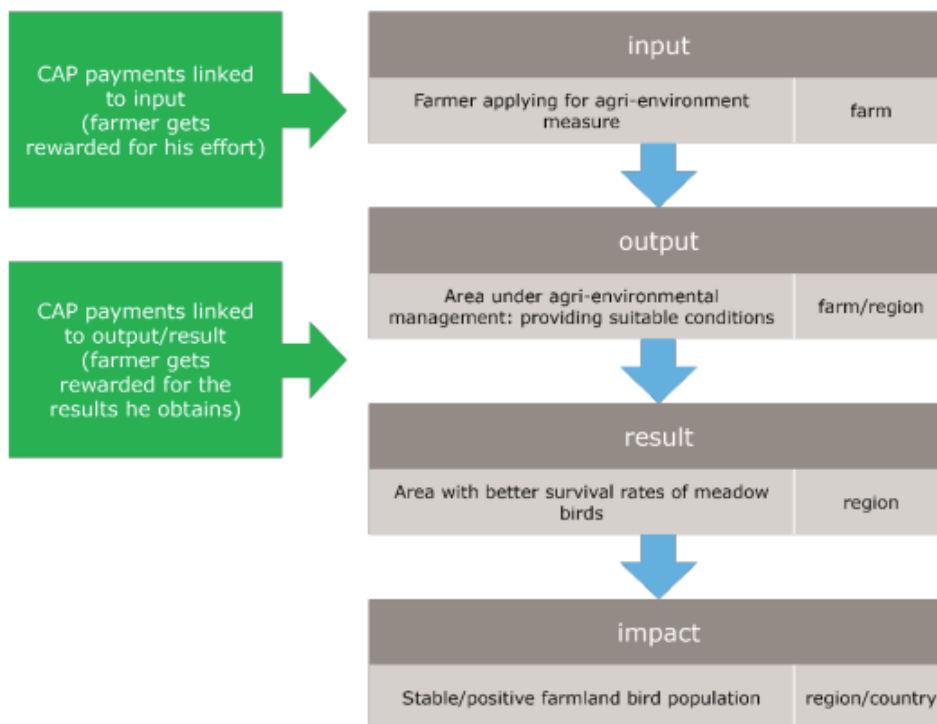 CAP payments linked
to input
(farmer gets
rewarded for his effort)
input
Farmer applying for agri-environment
measure
farm
output
Area under agri-environmental
management: providing suitable conditions
farm/region
CAP payments linked
to output/result
(farmer gets
rewarded for the
results he obtains)
result
Area with better survival rates of meadow
birds
region
impact
Stable/positive farmland bird population
region/country